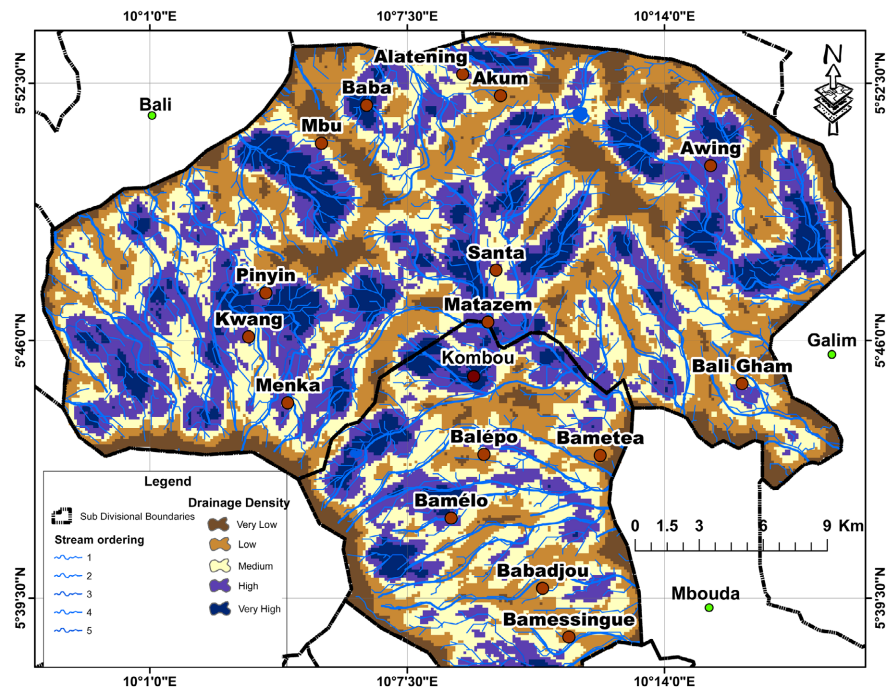 10°1'0"E
10°7'30"E
10°14'0"E
N
5°52'30"N
5°52'30"N
Alatening
Akum
Baba
Bali
Mbu
Awing
Santa
Pinyin
Matazem
Kwang
5°46'0"N
5°46'0"N
Galim
Kombou
Bali Gham
Menka
Balépo
Bametea
Legend
Sub Divisional Boundaries
Stream ordering
1
2
3
4
5
Drainage Density
Very Low
Low
Medium
High
Very High
Bamélo
0 1.5 3 6 9 Km
Babadjou
Mbouda
5°39'30"N
5°39'30"N
Bamessingue
10°1'0"E
10°7'30"E
10°14'0"E